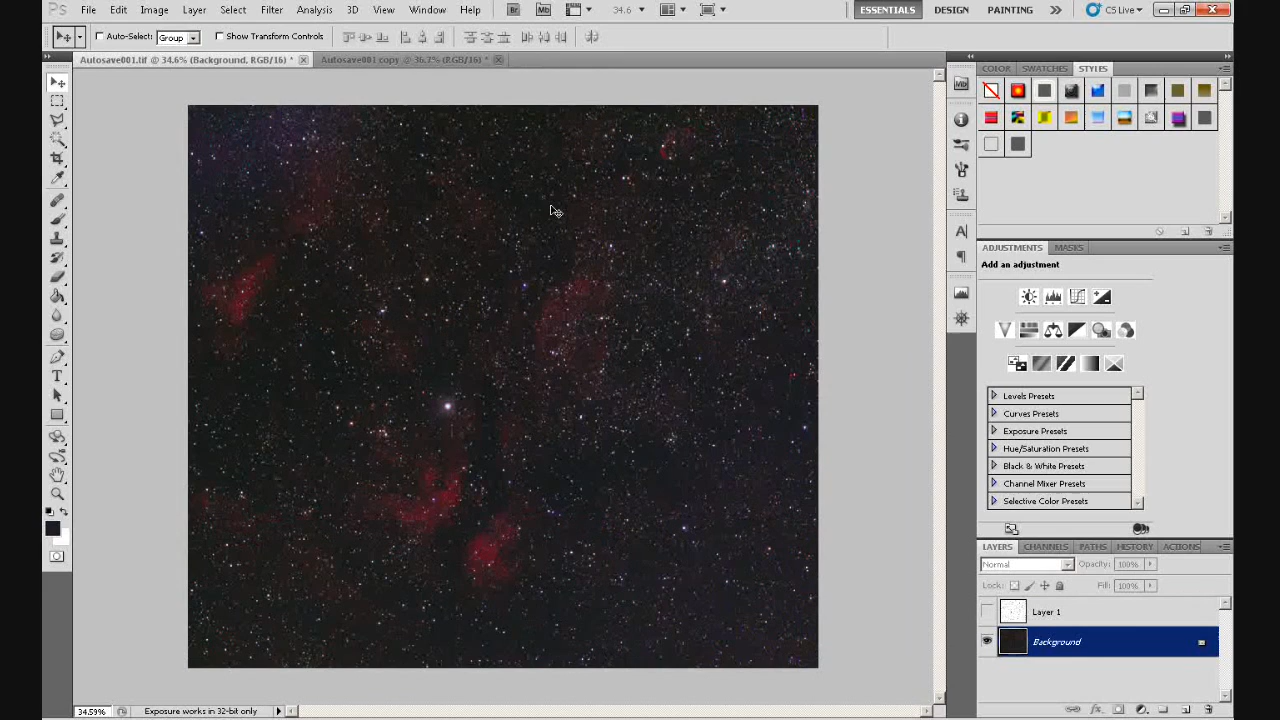 Ps File Edit Image Layer Select Filter Analysis 3D View Window Help Br Mb 34.6 ESSENTIALS DESIGN PAINTING CS Live
Auto-Select: Group Show Transform Controls
Autosave001.tif @ 34.6% (Background, RGB/16) * Autosave001 copy @ 36.7% (RGB/16) *
COLOR SWATCHES STYLES
ADJUSTMENTS MASKS
Add an adjustment
Levels Presets
Curves Presets
Exposure Presets
Hue/Saturation Presets
Black & White Presets
Channel Mixer Presets
Selective Color Presets
LAYERS CHANNELS PATHS HISTORY ACTIONS
Normal Opacity: 100%
Lock: Fill: 100%
Layer 1
Background
34.59% Exposure works in 32-bit only